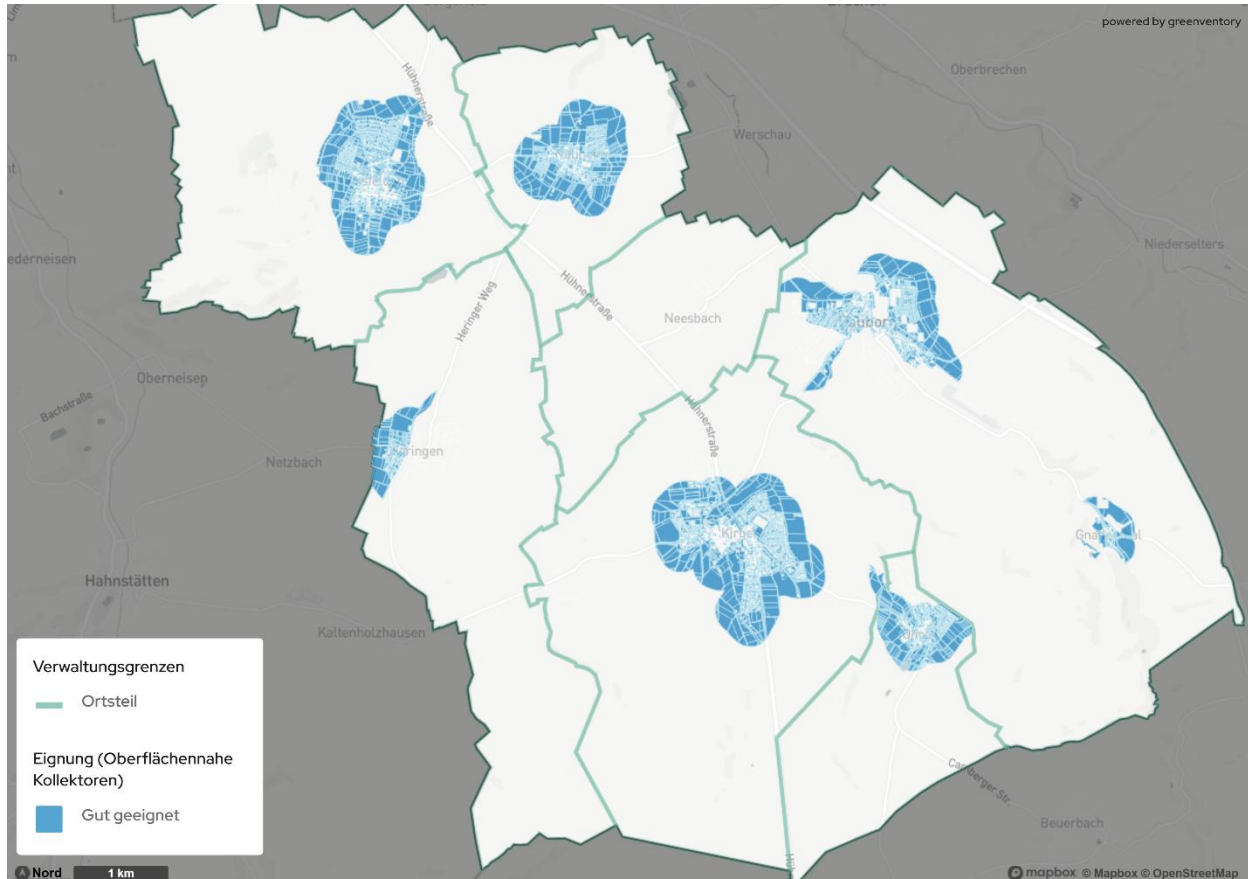 powered by greenventory
Oberbrechen
Hühnerstraße
Werschau
Niederselters
Hühnerstraße
Heringer Weg
Neesbach
Oberneisen
Bachstraße
Hühnerstraße
Netzbach
Hahnstätten
Kaltenholzhausen
Verwaltungsgrenzen
Ortsteil
Eignung (Oberflächennahe
Kollektoren)
Gut geeignet
Camberger Str.
Beuerbach
Nord
1 km
mapbox © Mapbox © OpenStreetMap